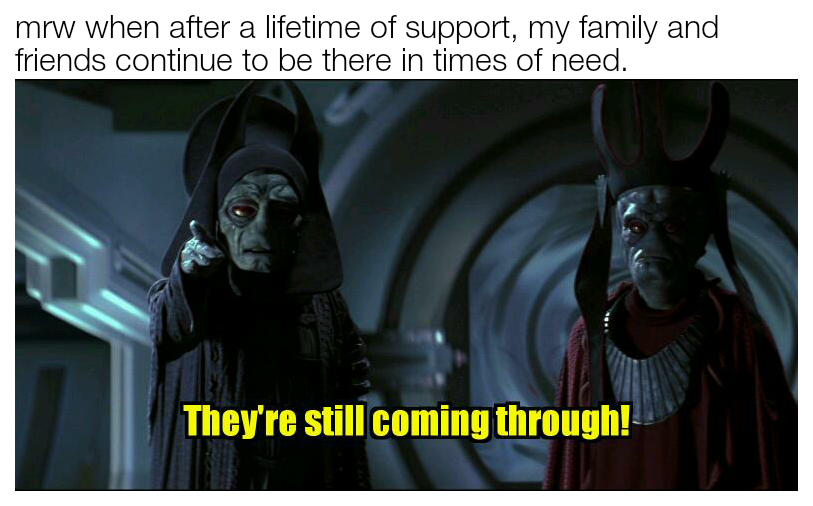 mrw when after a lifetime of support, my family and
friends continue to be there in times of need.
They're still coming through!